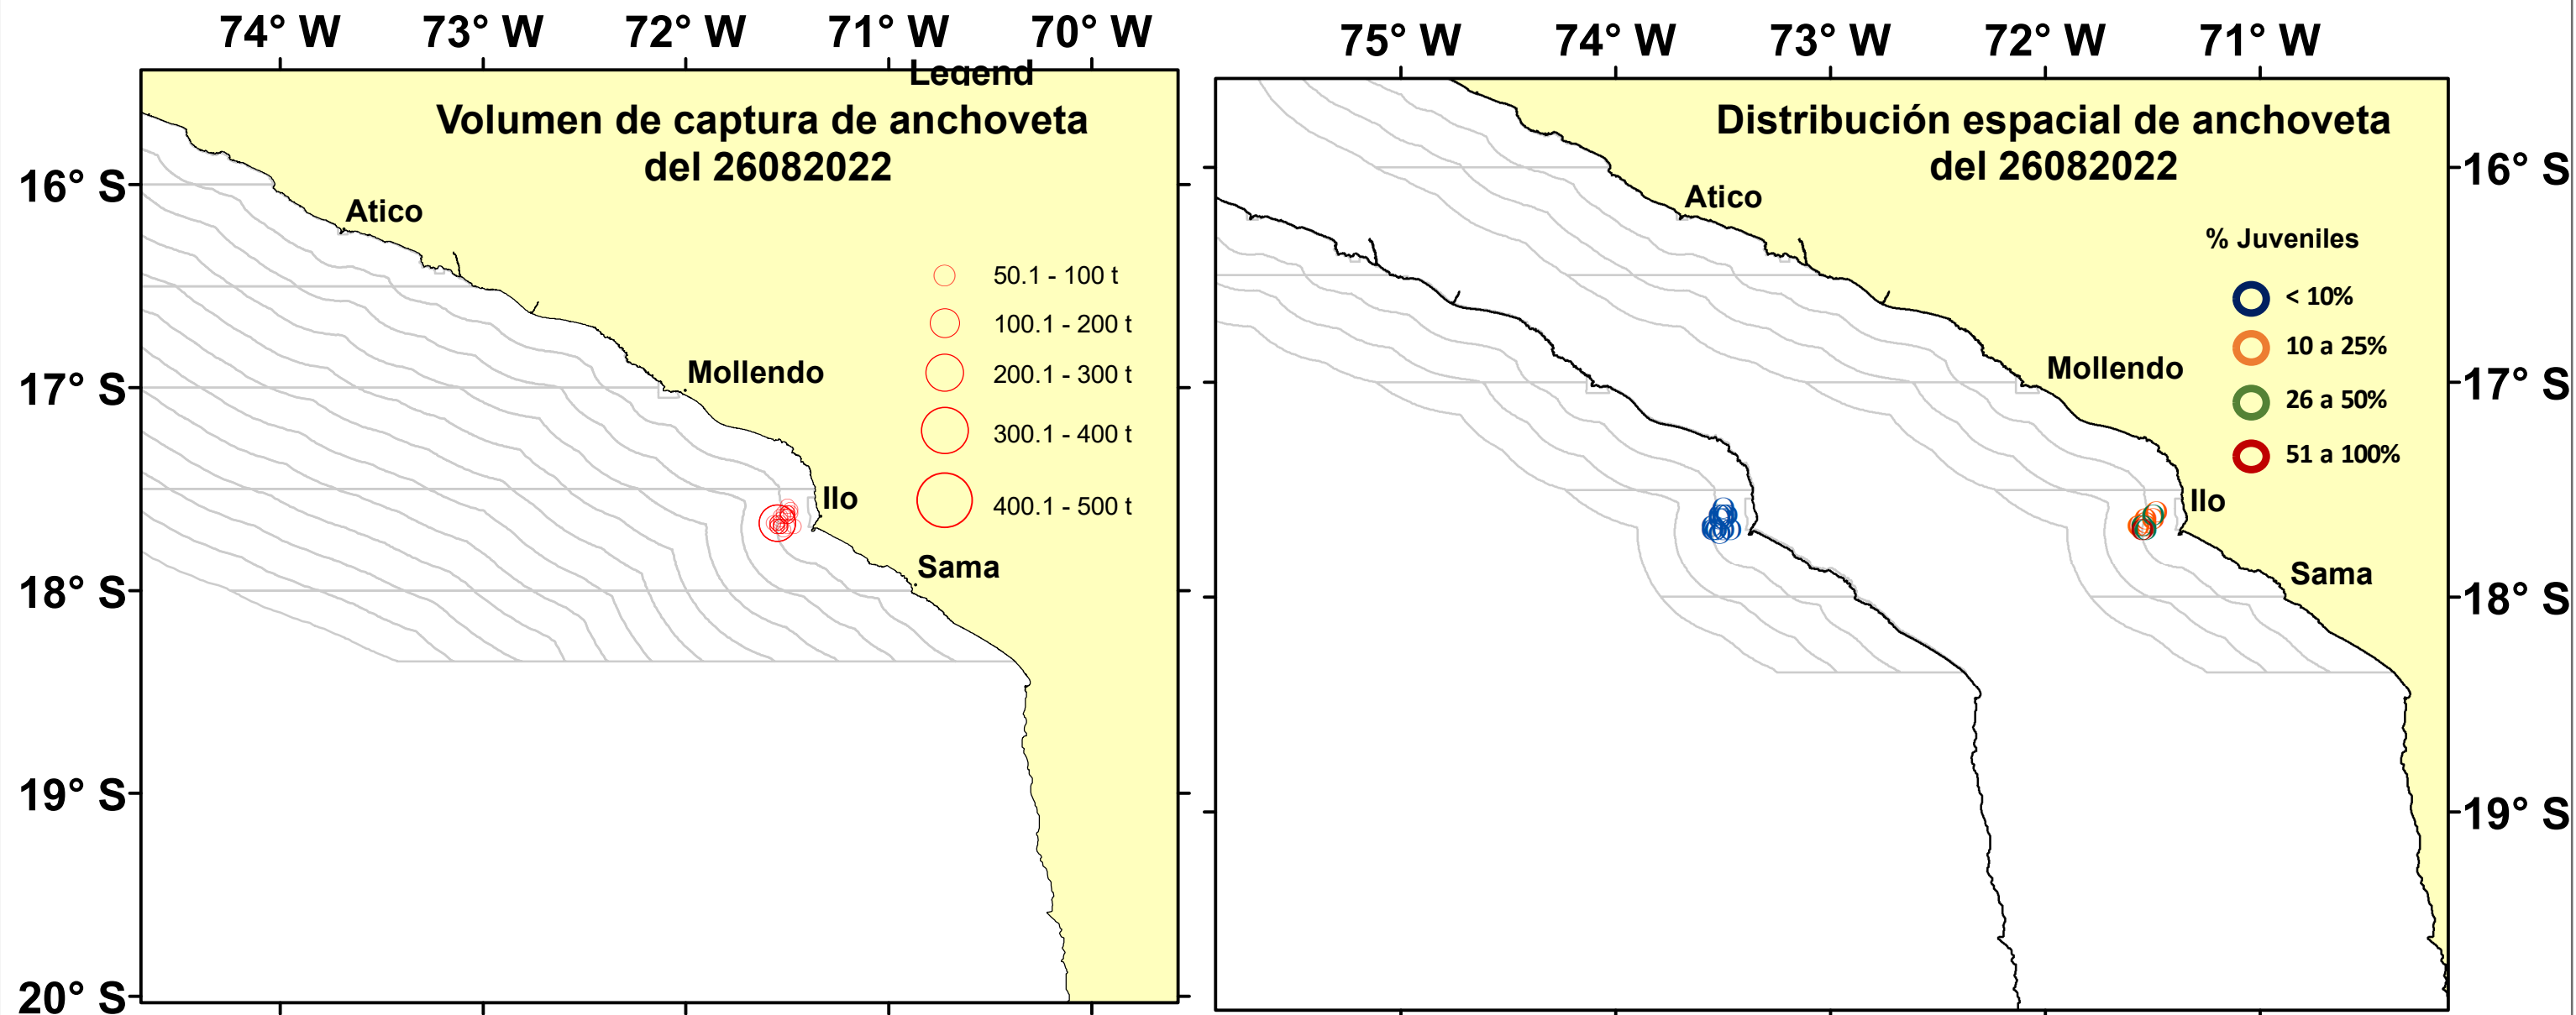 74° W 73° W 72° W 71° W 70° W
Legend
Volumen de captura de anchoveta
del 26082022
16° S
Atico
50.1 - 100 t
100.1 - 200 t
Mollendo
200.1 - 300 t
17° S
300.1 - 400 t
Ilo
400.1 - 500 t
Sama
18° S
19° S
20° S
75° W 74° W 73° W 72° W 71° W
Distribución espacial de anchoveta
del 26082022
16° S
Atico
% Juveniles
< 10%
10 a 25%
Mollendo
17° S
26 a 50%
51 a 100%
Ilo
Sama
18° S
19° S